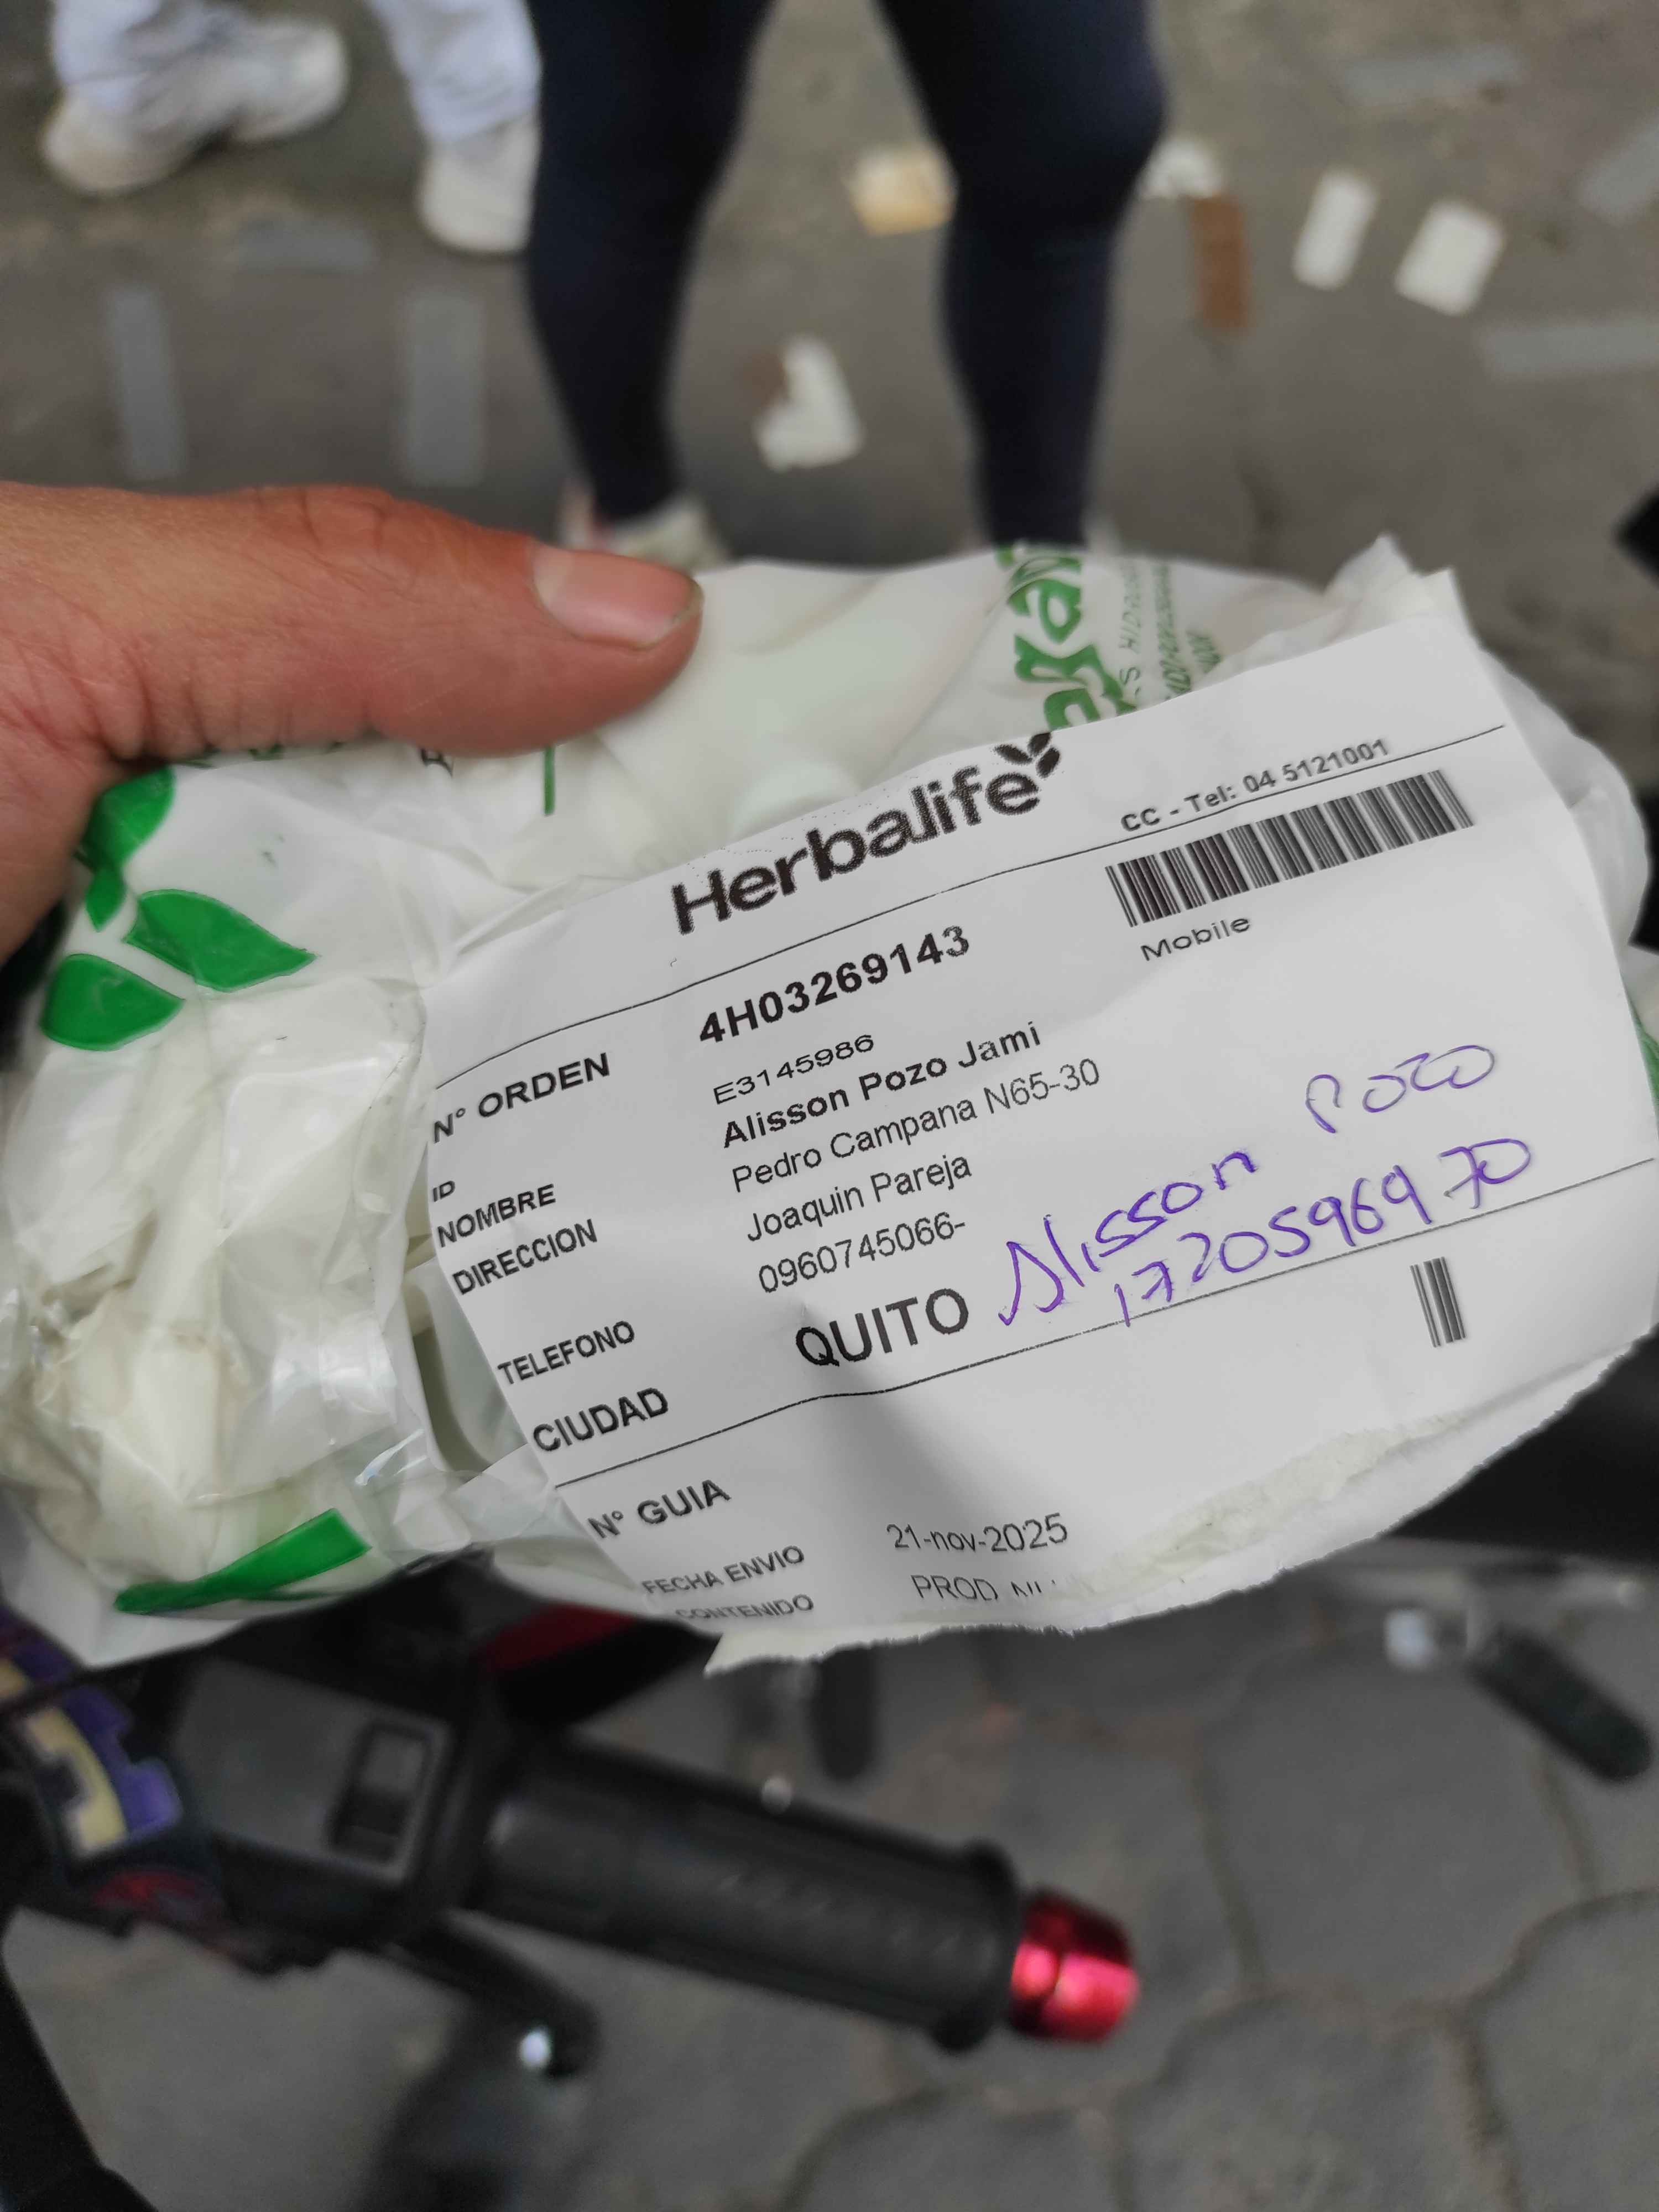 Herbalife
CC - Tel: 04 5121001
N° ORDEN 4H03269143
Mobile
ID E3145986
NOMBRE Alisson Pozo Jami
DIRECCION Pedro Campana N65-30
Joaquin Pareja
TELEFONO 0960745066-
CIUDAD QUITO
Alisson Pozo
1720596970
N° GUIA
FECHA ENVIO 21-nov-2025
CONTENIDO PROD